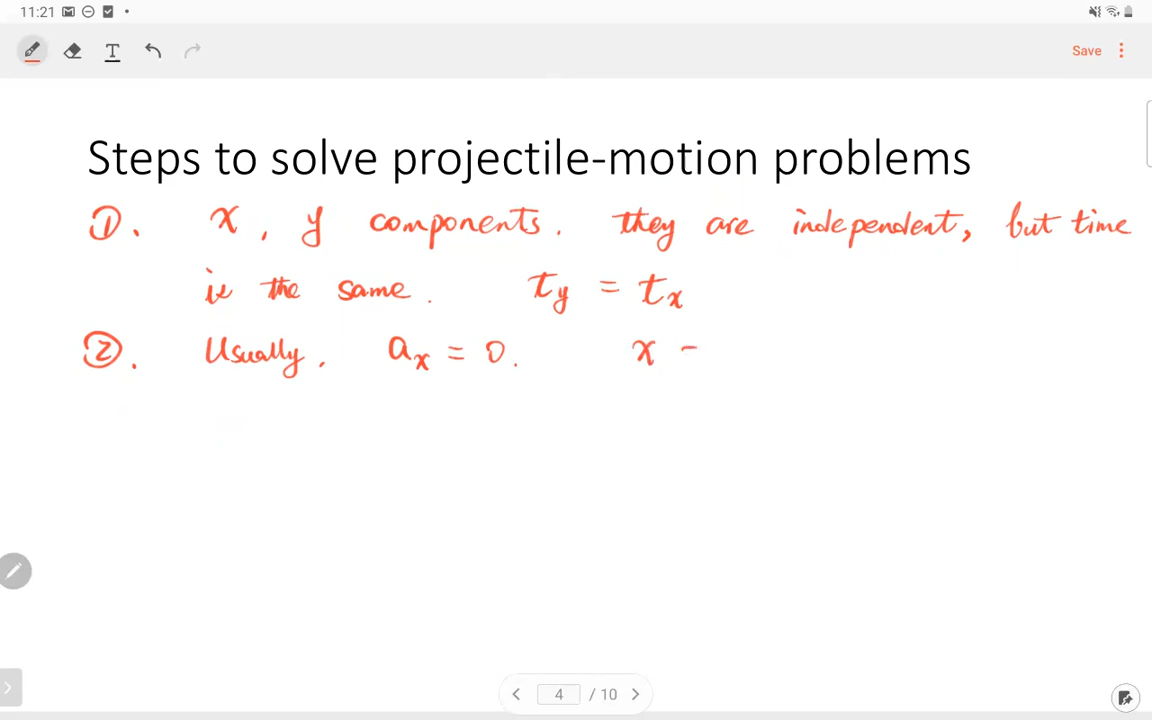 11:21
Save
Steps to solve projectile-motion problems
①. x, y components. they are independent, but time
is the same. ty = tx
②. Usually, ax = 0. x -
4 / 10